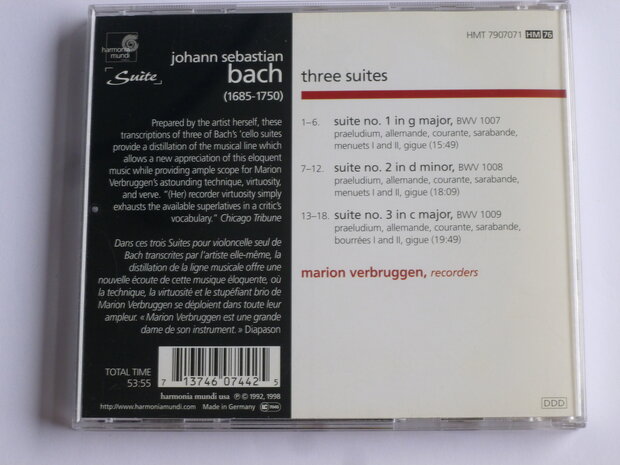 harmonia
mundi
Suite
johann sebastian
bach
(1685-1750)
Prepared by the artist herself, these
transcriptions of three of Bach's 'cello suites
provide a distillation of the musical line which
allows a new appreciation of this eloquent
music while providing ample scope for Marion
Verbruggen's astounding technique, virtuosity,
and verve. "(Her) recorder virtuosity simply
exhausts the available superlatives in a critic's
vocabulary." Chicago Tribune
Dans ces trois Suites pour violoncelle seul de
Bach transcrites par l'artiste elle-même, la
distillation de la ligne musicale offre une
nouvelle écoute de cette musique éloquente, où
la technique, la virtuosité et le stupéfiant brio de
Marion Verbruggen se déploient dans toute leur
ampleur. « Marion Verbruggen est une grande
dame de son instrument. » Diapason
TOTAL TIME
53:55
7 13746 07442 5
harmonia mundi usa ℗ © 1992, 1998
http://www.harmoniamundi.com Made in Germany
HMT 7907071 HM 76
three suites
1–6. suite no. 1 in g major, BWV 1007
praeludium, allemande, courante, sarabande,
menuets I and II, gigue (15:49)
7–12. suite no. 2 in d minor, BWV 1008
praeludium, allemande, courante, sarabande,
menuets I and II, gigue (18:09)
13–18. suite no. 3 in c major, BWV 1009
praeludium, allemande, courante, sarabande,
bourrées I and II, gigue (19:49)
marion verbruggen, recorders
DDD